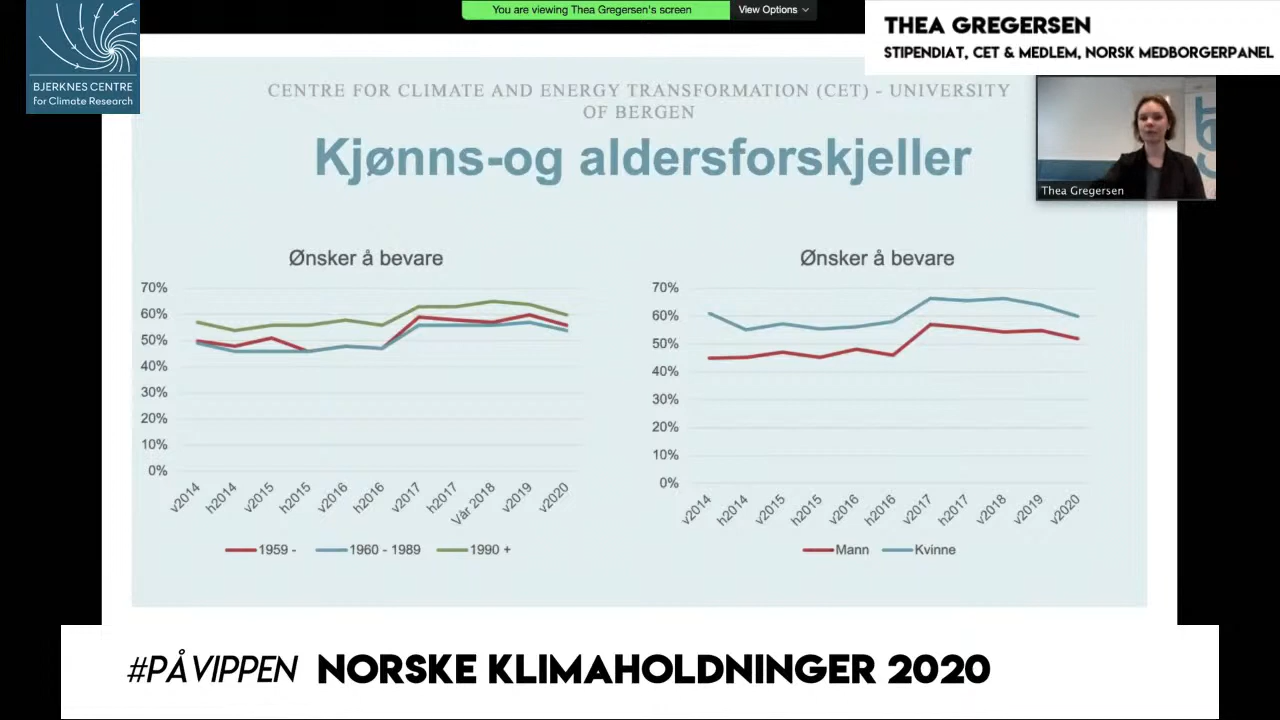 You are viewing Thea Gregersen's screen
View Options
THEA GREGERSEN
STIPENDIAT, CET & MEDLEM, NORSK MEDBORGERPANEL
BJERKNES CENTRE
for Climate Research
CENTRE FOR CLIMATE AND ENERGY TRANSFORMATION (CET) - UNIVERSITY
OF BERGEN
Kjønns-og aldersforskjeller
Thea Gregersen
Ønsker å bevare
70%
60%
50%
40%
30%
20%
10%
0%
v2014
h2014
v2015
h2015
v2016
h2016
v2017
h2017
Vår 2018
v2019
v2020
1959 -
1960 - 1989
1990 +
Ønsker å bevare
70%
60%
50%
40%
30%
20%
10%
0%
v2014
h2014
v2015
h2015
v2016
h2016
v2017
h2017
v2018
v2019
v2020
Mann
Kvinne
#PÅVIPPEN NORSKE KLIMAHOLDNINGER 2020